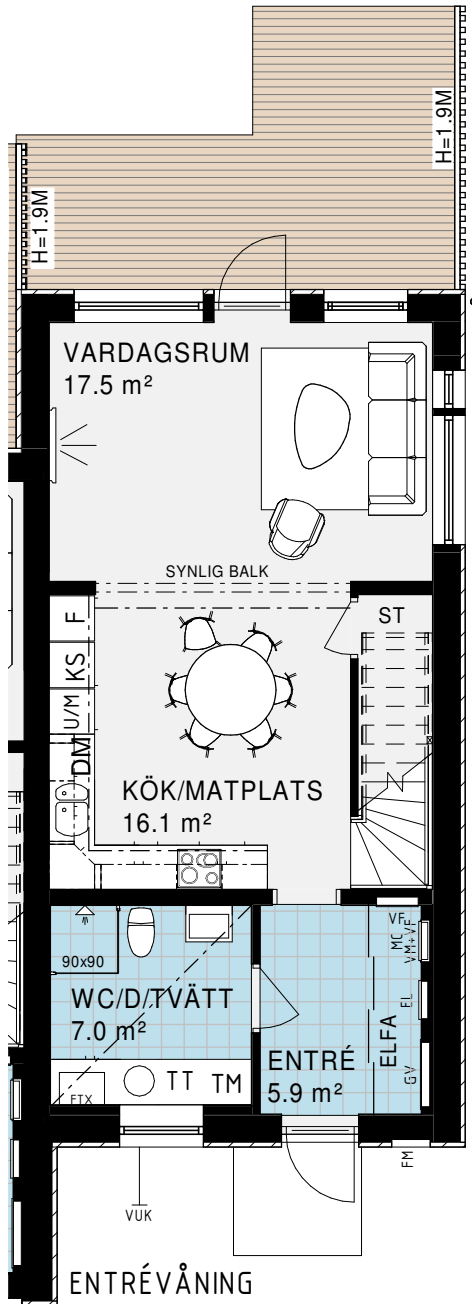 H=1.9M
H=1.9M
VARDAGSRUM
17.5 m²
SYNLIG BALK
F
KS
U/M
DM
ST
KÖK/MATPLATS
16.1 m²
VF
MC
VM+VF
90x90
WC/D/TVÄTT
7.0 m²
EL
ELFA
ENTRÉ
5.9 m²
GV
FTX
TT
TM
FM
VUK
ENTRÉVÅNING